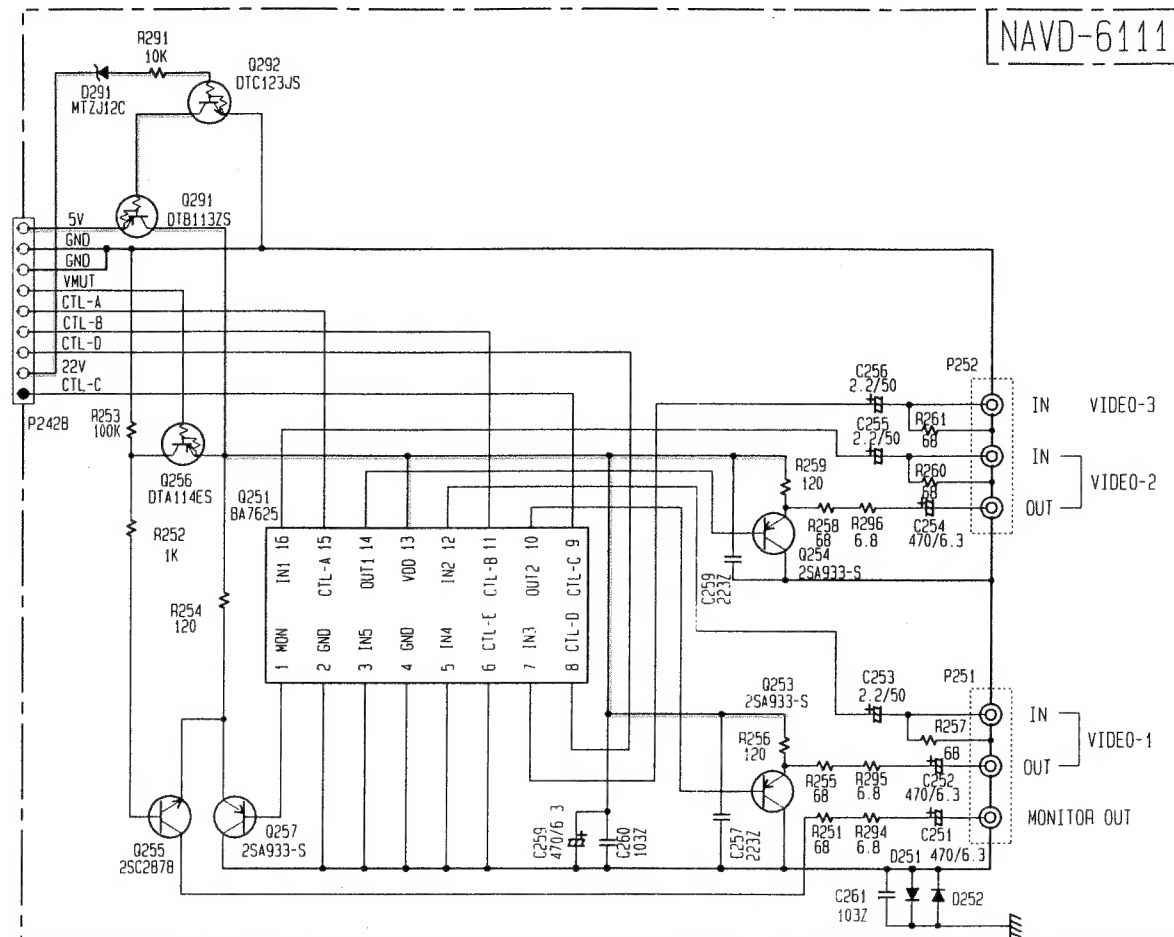 NAVD-6111
R291
10K
Q292
DTC123JS
D291
MTZJ12C
Q291
DTB113ZS
5V
GND
GND
VMUT
CTL-A
CTL-B
CTL-D
22V
CTL-C
P242B
R253
100K
Q256
DTA114ES
Q251
BA7625
R252
1K
R254
120
IN1 16
CTL-A 15
OUT1 14
VDD 13
IN2 12
CTL-B 11
OUT2 10
CTL-C 9
1 MON
2 GND
3 IN5
4 GND
5 IN4
6 CTL-E
7 IN3
8 CTL-D
C256
2.2/50
P252
IN
VIDEO-3
R261
68
C255
2.2/50
IN
R260
68
VIDEO-2
OUT
R259
120
R258
68
R296
6.8
C254
470/6.3
Q254
2SA933-S
C259
223Z
Q253
2SA933-S
C253
2.2/50
P251
IN
R257
68
VIDEO-1
R256
120
OUT
R255
68
R295
6.8
C252
470/6.3
MONITOR OUT
R251
68
R294
6.8
C251
470/6.3
Q255
2SC2878
Q257
2SA933-S
C259
470/6.3
C260
103Z
C257
223Z
D251
C261
103Z
D252